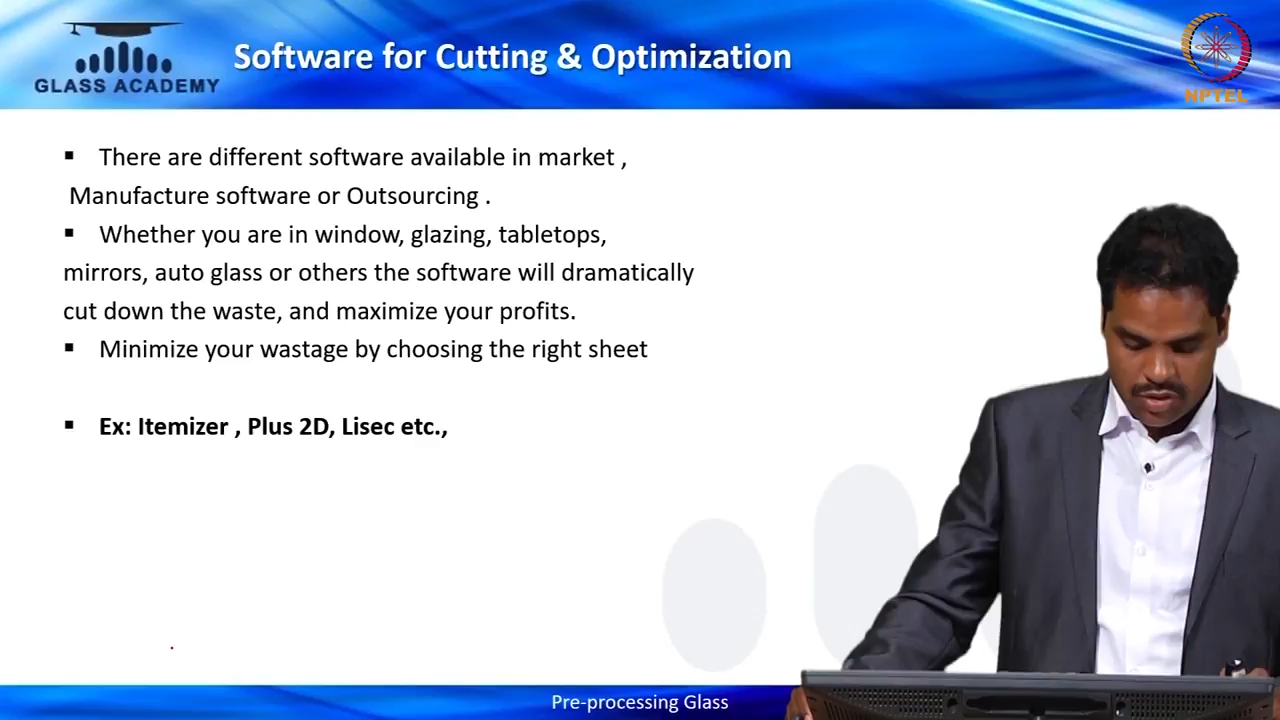 GLASS ACADEMY
Software for Cutting & Optimization
NPTEL
▪ There are different software available in market ,
Manufacture software or Outsourcing .
▪ Whether you are in window, glazing, tabletops,
mirrors, auto glass or others the software will dramatically
cut down the waste, and maximize your profits.
▪ Minimize your wastage by choosing the right sheet
▪ Ex: Itemizer , Plus 2D, Lisec etc.,
Pre-processing Glass